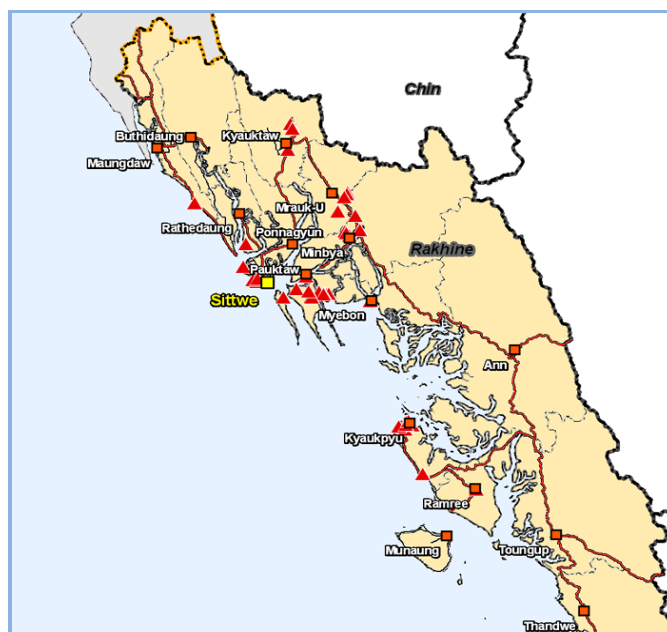 Chin
Buthidaung
Kyauktaw
Maungdaw
Mrauk-U
Rathedaung
Ponnagyun
Minbya
Rakhine
Pauktaw
Sittwe
Myebon
Ann
Kyaukpyu
Ramree
Munaung
Toungup
Thandwe